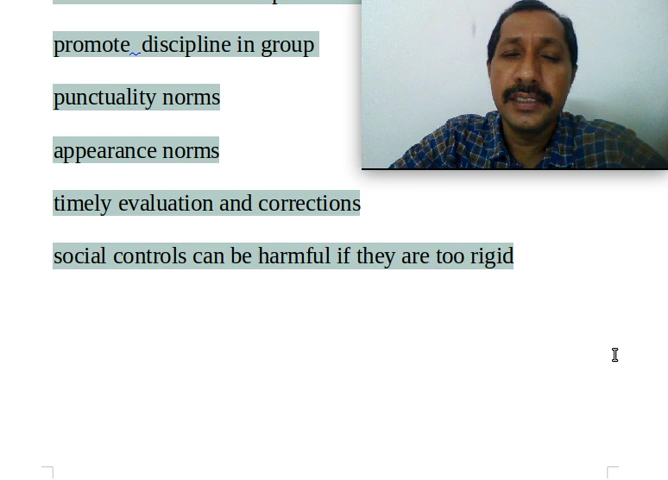 promote  discipline in group
punctuality norms
appearance norms
timely evaluation and corrections
social controls can be harmful if they are too rigid